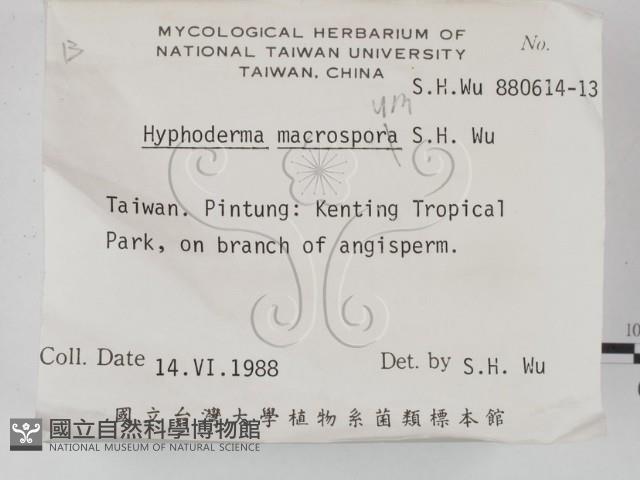 B
MYCOLOGICAL HERBARIUM OF
NATIONAL TAIWAN UNIVERSITY
TAIWAN, CHINA
No.
S.H.Wu 880614-13
um
Hyphoderma macrospora S.H. Wu
Taiwan. Pintung: Kenting Tropical
Park, on branch of angisperm.
Coll. Date 14.VI.1988
Det. by S.H. Wu
國立台灣大學植物系菌類標本館
國立自然科學博物館
NATIONAL MUSEUM OF NATURAL SCIENCE
10